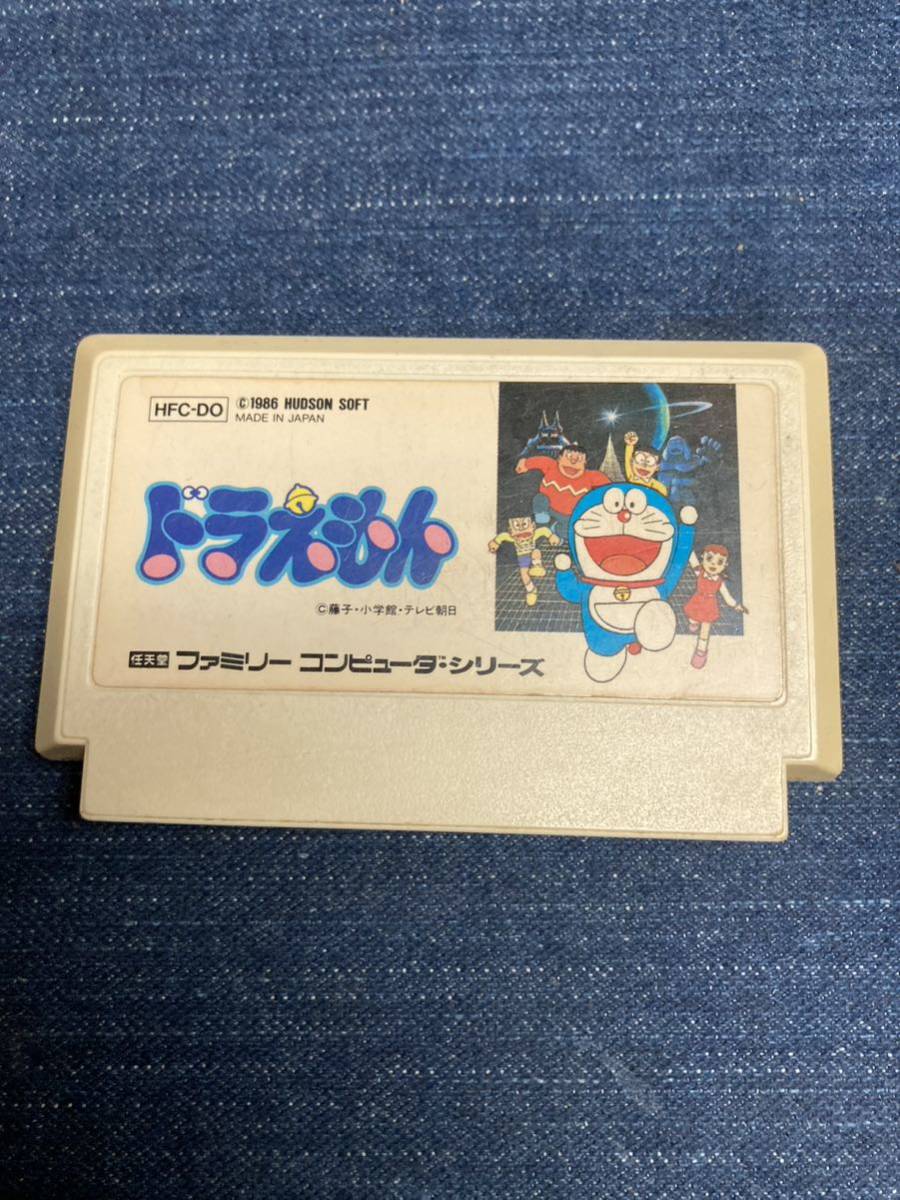 HFC-DO
©1986 HUDSON SOFT
MADE IN JAPAN
ドラえもん
©藤子・小学館・テレビ朝日
任天堂 ファミリー コンピュータ™・シリーズ